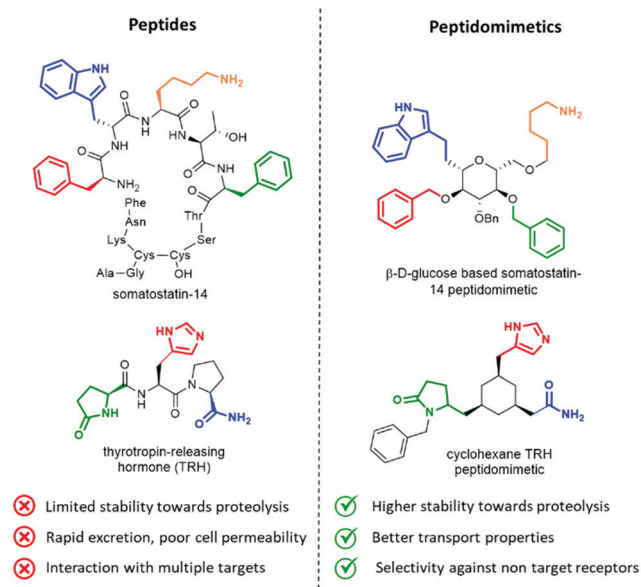 Peptides
NH
NH2
O
O
H
N
N
H
O
HN
OH
O
NH
NH2
O
Phe
Asn
Lys
Cys
Cys
Ser
Thr
Ala
Gly
OH
somatostatin-14
HN
N
O
O
NH
N
H
O
N
O
NH2
thyrotropin-releasing
hormone (TRH)
Limited stability towards proteolysis
Rapid excretion, poor cell permeability
Interaction with multiple targets
Peptidomimetics
NH2
HN
O
O
O
O
OBn
β-D-glucose based somatostatin-
14 peptidomimetic
HN
N
O
N
O
NH2
cyclohexane TRH
peptidomimetic
Higher stability towards proteolysis
Better transport properties
Selectivity against non target receptors